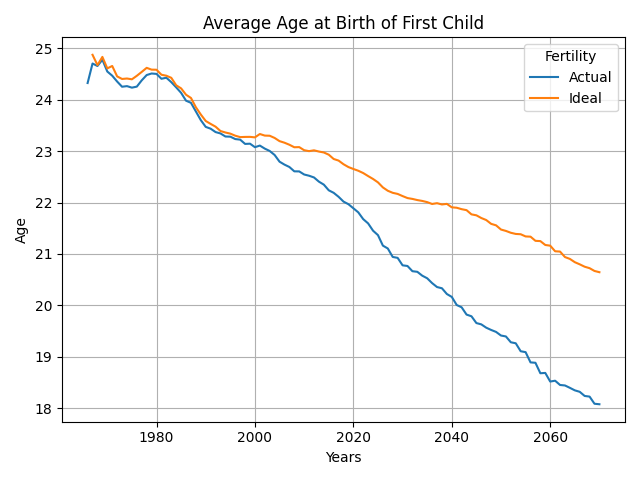 Average Age at Birth of First Child
Fertility
Actual
Ideal
Age
25
24
23
22
21
20
19
18
1980
2000
2020
2040
2060
Years